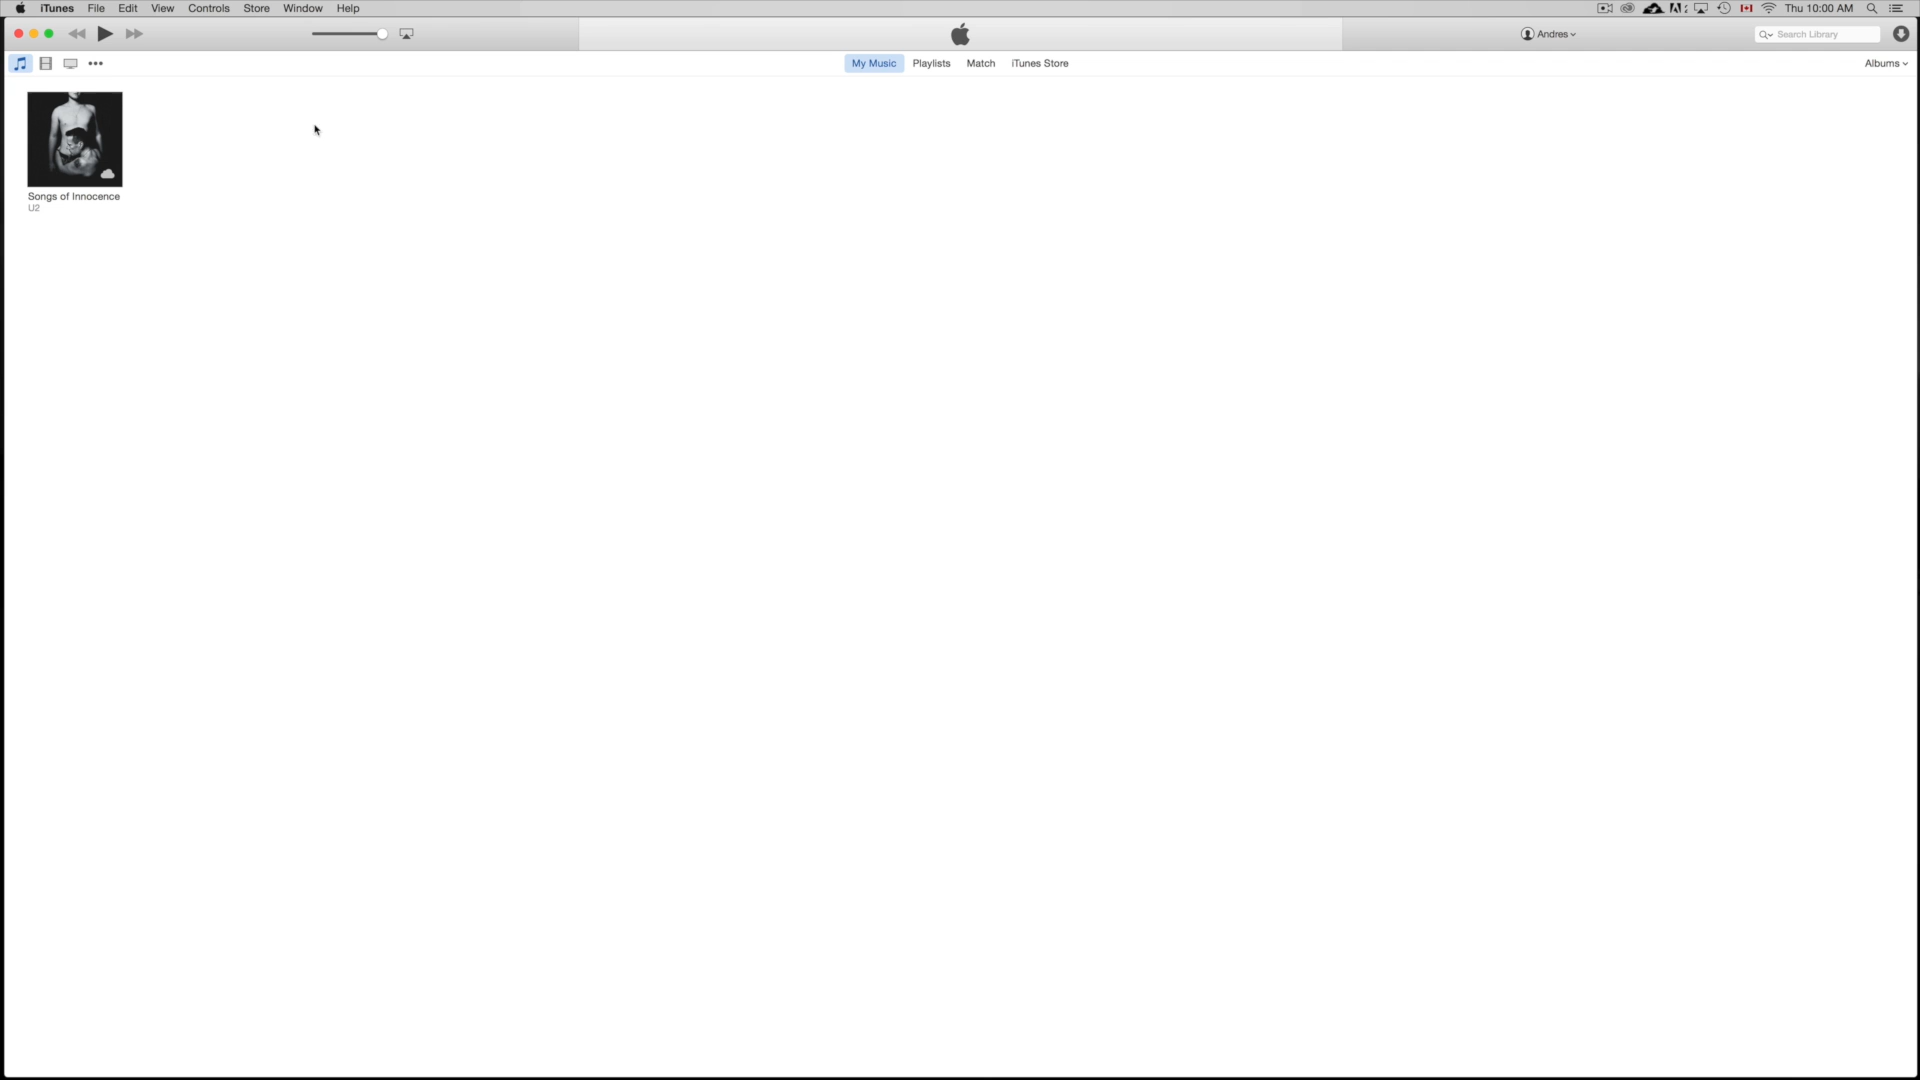 iTunes File Edit View Controls Store Window Help Thu 10:00 AM
Andres Search Library
My Music Playlists Match iTunes Store Albums
Songs of Innocence
U2